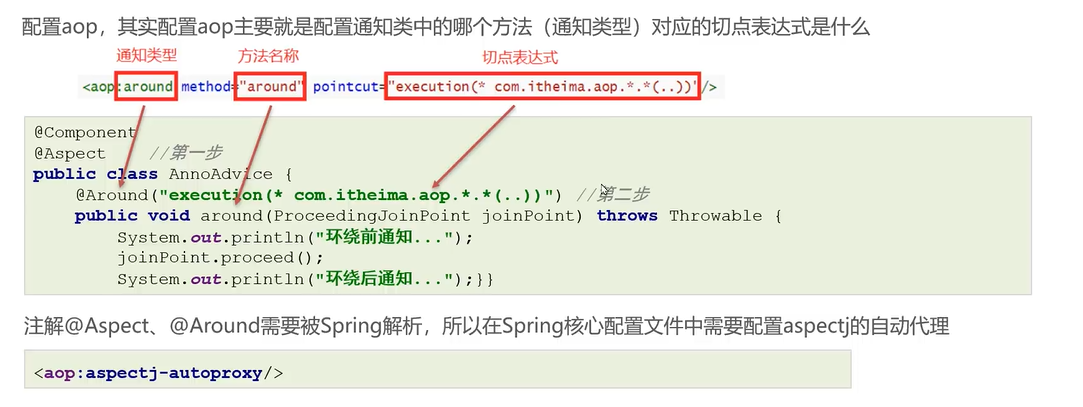 配置aop，其实配置aop主要就是配置通知类中的哪个方法（通知类型）对应的切点表达式是什么
通知类型 方法名称 切点表达式
<aop:around method="around" pointcut="execution(* com.itheima.aop.*.*(..))"/>
@Component
@Aspect //第一步
public class AnnoAdvice {
@Around("execution(* com.itheima.aop.*.*(..))") //第二步
public void around(ProceedingJoinPoint joinPoint) throws Throwable {
System.out.println("环绕前通知...");
joinPoint.proceed();
System.out.println("环绕后通知...");}}
注解@Aspect、@Around需要被Spring解析，所以在Spring核心配置文件中需要配置aspectj的自动代理
<aop:aspectj-autoproxy/>